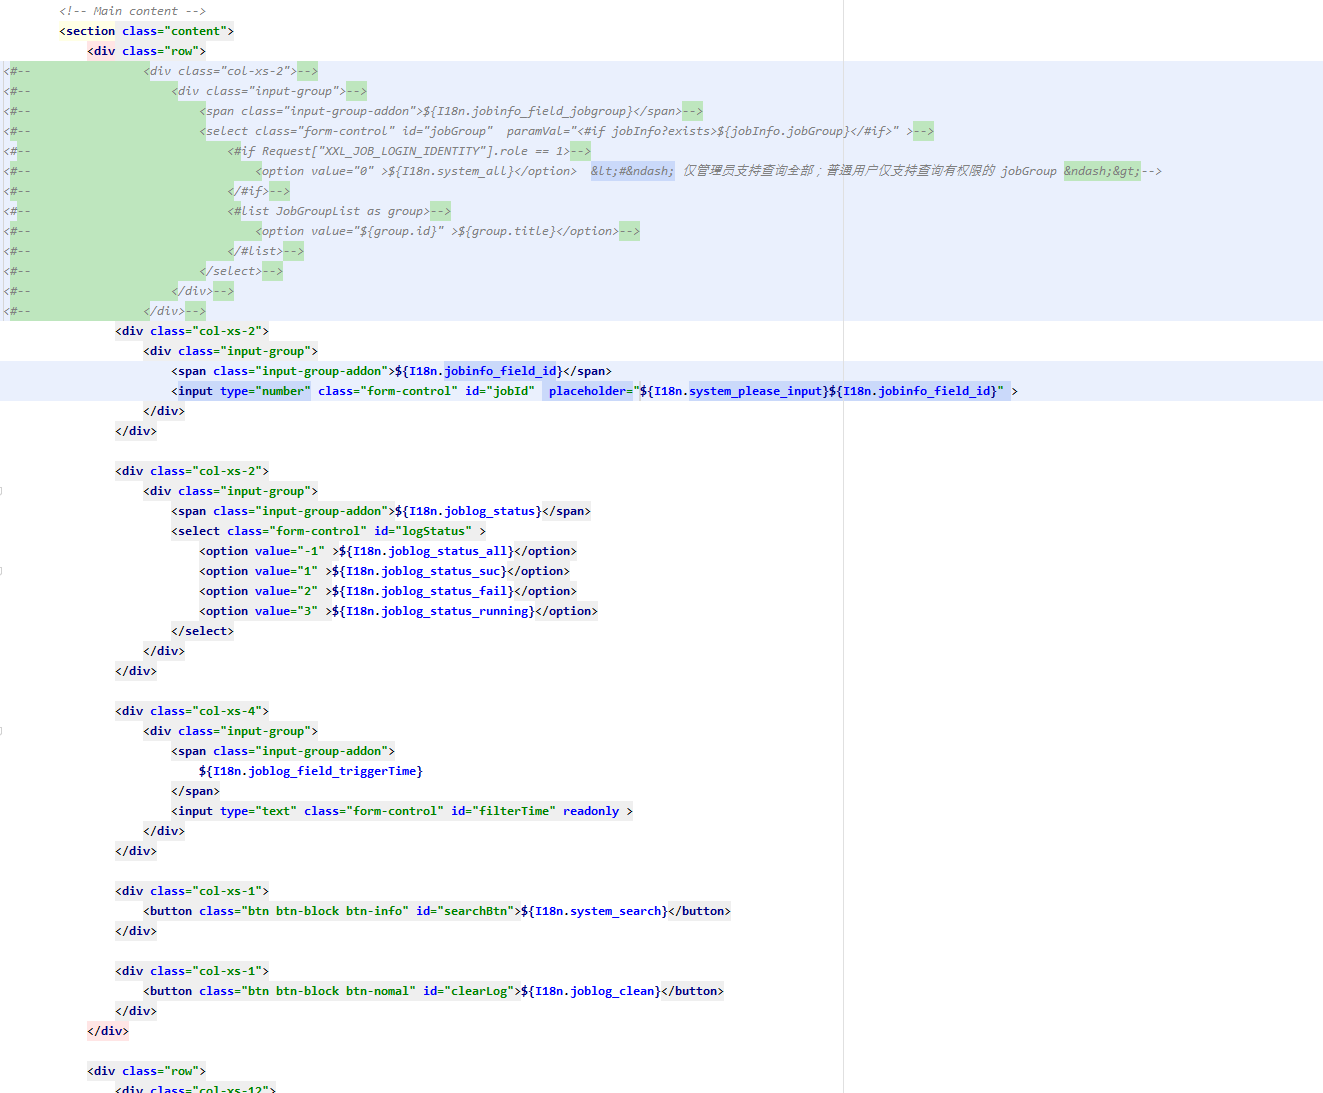 <!-- Main content -->
<section class="content">
<div class="row">
<#--                <div class="col-xs-2">-->
<#--                    <div class="input-group">-->
<#--                        <span class="input-group-addon">${I18n.jobinfo_field_jobgroup}</span>-->
<#--                        <select class="form-control" id="jobGroup"  paramVal="<#if jobInfo?exists>${jobInfo.jobGroup}</#if>" >-->
<#--                            <#if Request["XXL_JOB_LOGIN_IDENTITY"].role == 1>-->
<#--                                <option value="0" >${I18n.system_all}</option>  &lt;#&ndash; 仅管理员支持查询全部；普通用户仅支持查询有权限的 jobGroup &ndash;&gt;-->
<#--                            </#if>-->
<#--                            <#list JobGroupList as group>-->
<#--                                <option value="${group.id}" >${group.title}</option>-->
<#--                            </#list>-->
<#--                        </select>-->
<#--                    </div>-->
<#--                </div>-->
<div class="col-xs-2">
<div class="input-group">
<span class="input-group-addon">${I18n.jobinfo_field_id}</span>
<input type="number" class="form-control" id="jobId"  placeholder="${I18n.system_please_input}${I18n.jobinfo_field_id}" >
</div>
</div>
<div class="col-xs-2">
<div class="input-group">
<span class="input-group-addon">${I18n.joblog_status}</span>
<select class="form-control" id="logStatus" >
<option value="-1" >${I18n.joblog_status_all}</option>
<option value="1" >${I18n.joblog_status_suc}</option>
<option value="2" >${I18n.joblog_status_fail}</option>
<option value="3" >${I18n.joblog_status_running}</option>
</select>
</div>
</div>
<div class="col-xs-4">
<div class="input-group">
<span class="input-group-addon">
${I18n.joblog_field_triggerTime}
</span>
<input type="text" class="form-control" id="filterTime" readonly >
</div>
</div>
<div class="col-xs-1">
<button class="btn btn-block btn-info" id="searchBtn">${I18n.system_search}</button>
</div>
<div class="col-xs-1">
<button class="btn btn-block btn-nomal" id="clearLog">${I18n.joblog_clean}</button>
</div>
</div>
<div class="row">
<div class="col-xs-12">